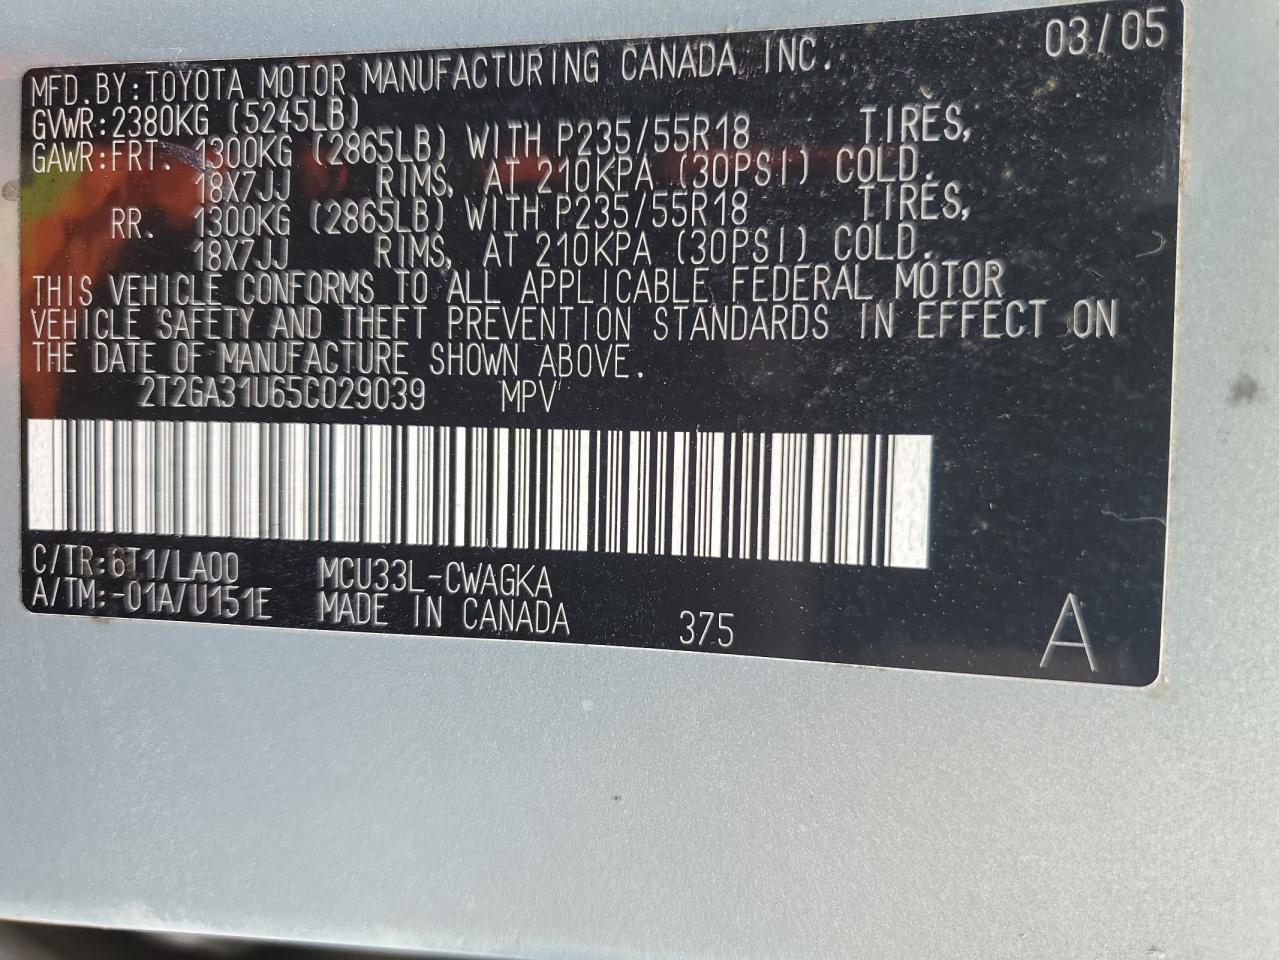 03/05
MFD.BY:TOYOTA MOTOR MANUFACTURING CANADA INC.
GVWR:2380KG (5245LB)
GAWR:FRT. 1300KG (2865LB) WITH P235/55R18 TIRES,
18X7JJ RIMS, AT 210KPA (30PSI) COLD.
RR. 1300KG (2865LB) WITH P235/55R18 TIRES,
18X7JJ RIMS, AT 210KPA (30PSI) COLD.
THIS VEHICLE CONFORMS TO ALL APPLICABLE FEDERAL MOTOR
VEHICLE SAFETY AND THEFT PREVENTION STANDARDS IN EFFECT ON
THE DATE OF MANUFACTURE SHOWN ABOVE.
2T2GA31U65C029039 MPV
C/TR:6T1/LA00 MCU33L-CWAGKA
A/TM:-01A/U151E MADE IN CANADA 375
A